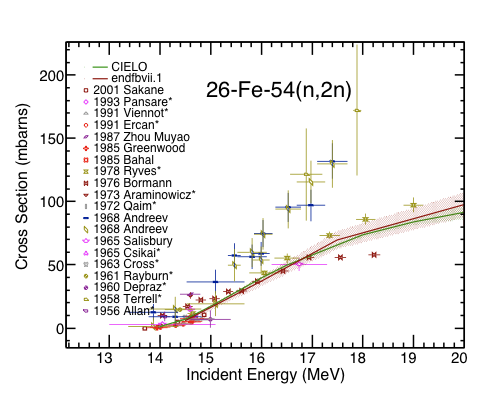 26-Fe-54(n,2n)
CIELO
endfbvii.1
2001 Sakane
1993 Pansare*
1991 Viennot*
1991 Ercan*
1987 Zhou Muyao
1985 Greenwood
1985 Bahal
1978 Ryves*
1976 Bormann
1973 Araminowicz*
1972 Qaim*
1968 Andreev
1968 Andreev
1965 Salisbury
1965 Csikai*
1963 Cross*
1961 Rayburn*
1960 Depraz*
1958 Terrell*
1956 Allan*
Cross Section (mbarns)
200
150
100
50
0
13 14 15 16 17 18 19 20
Incident Energy (MeV)